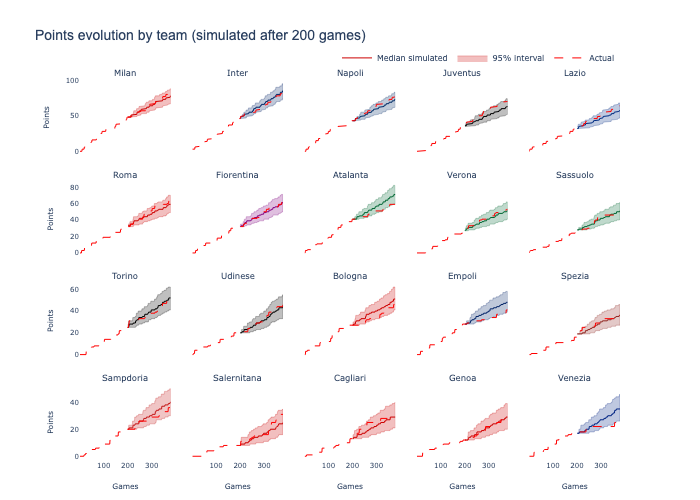 Points evolution by team (simulated after 200 games)
Median simulated 95% interval Actual
Milan Inter Napoli Juventus Lazio
100
50
0
Points
Roma Fiorentina Atalanta Verona Sassuolo
80
60
40
20
0
Points
Torino Udinese Bologna Empoli Spezia
60
40
20
0
Points
Sampdoria Salernitana Cagliari Genoa Venezia
40
20
0
Points
100 200 300 100 200 300 100 200 300 100 200 300 100 200 300
Games Games Games Games Games